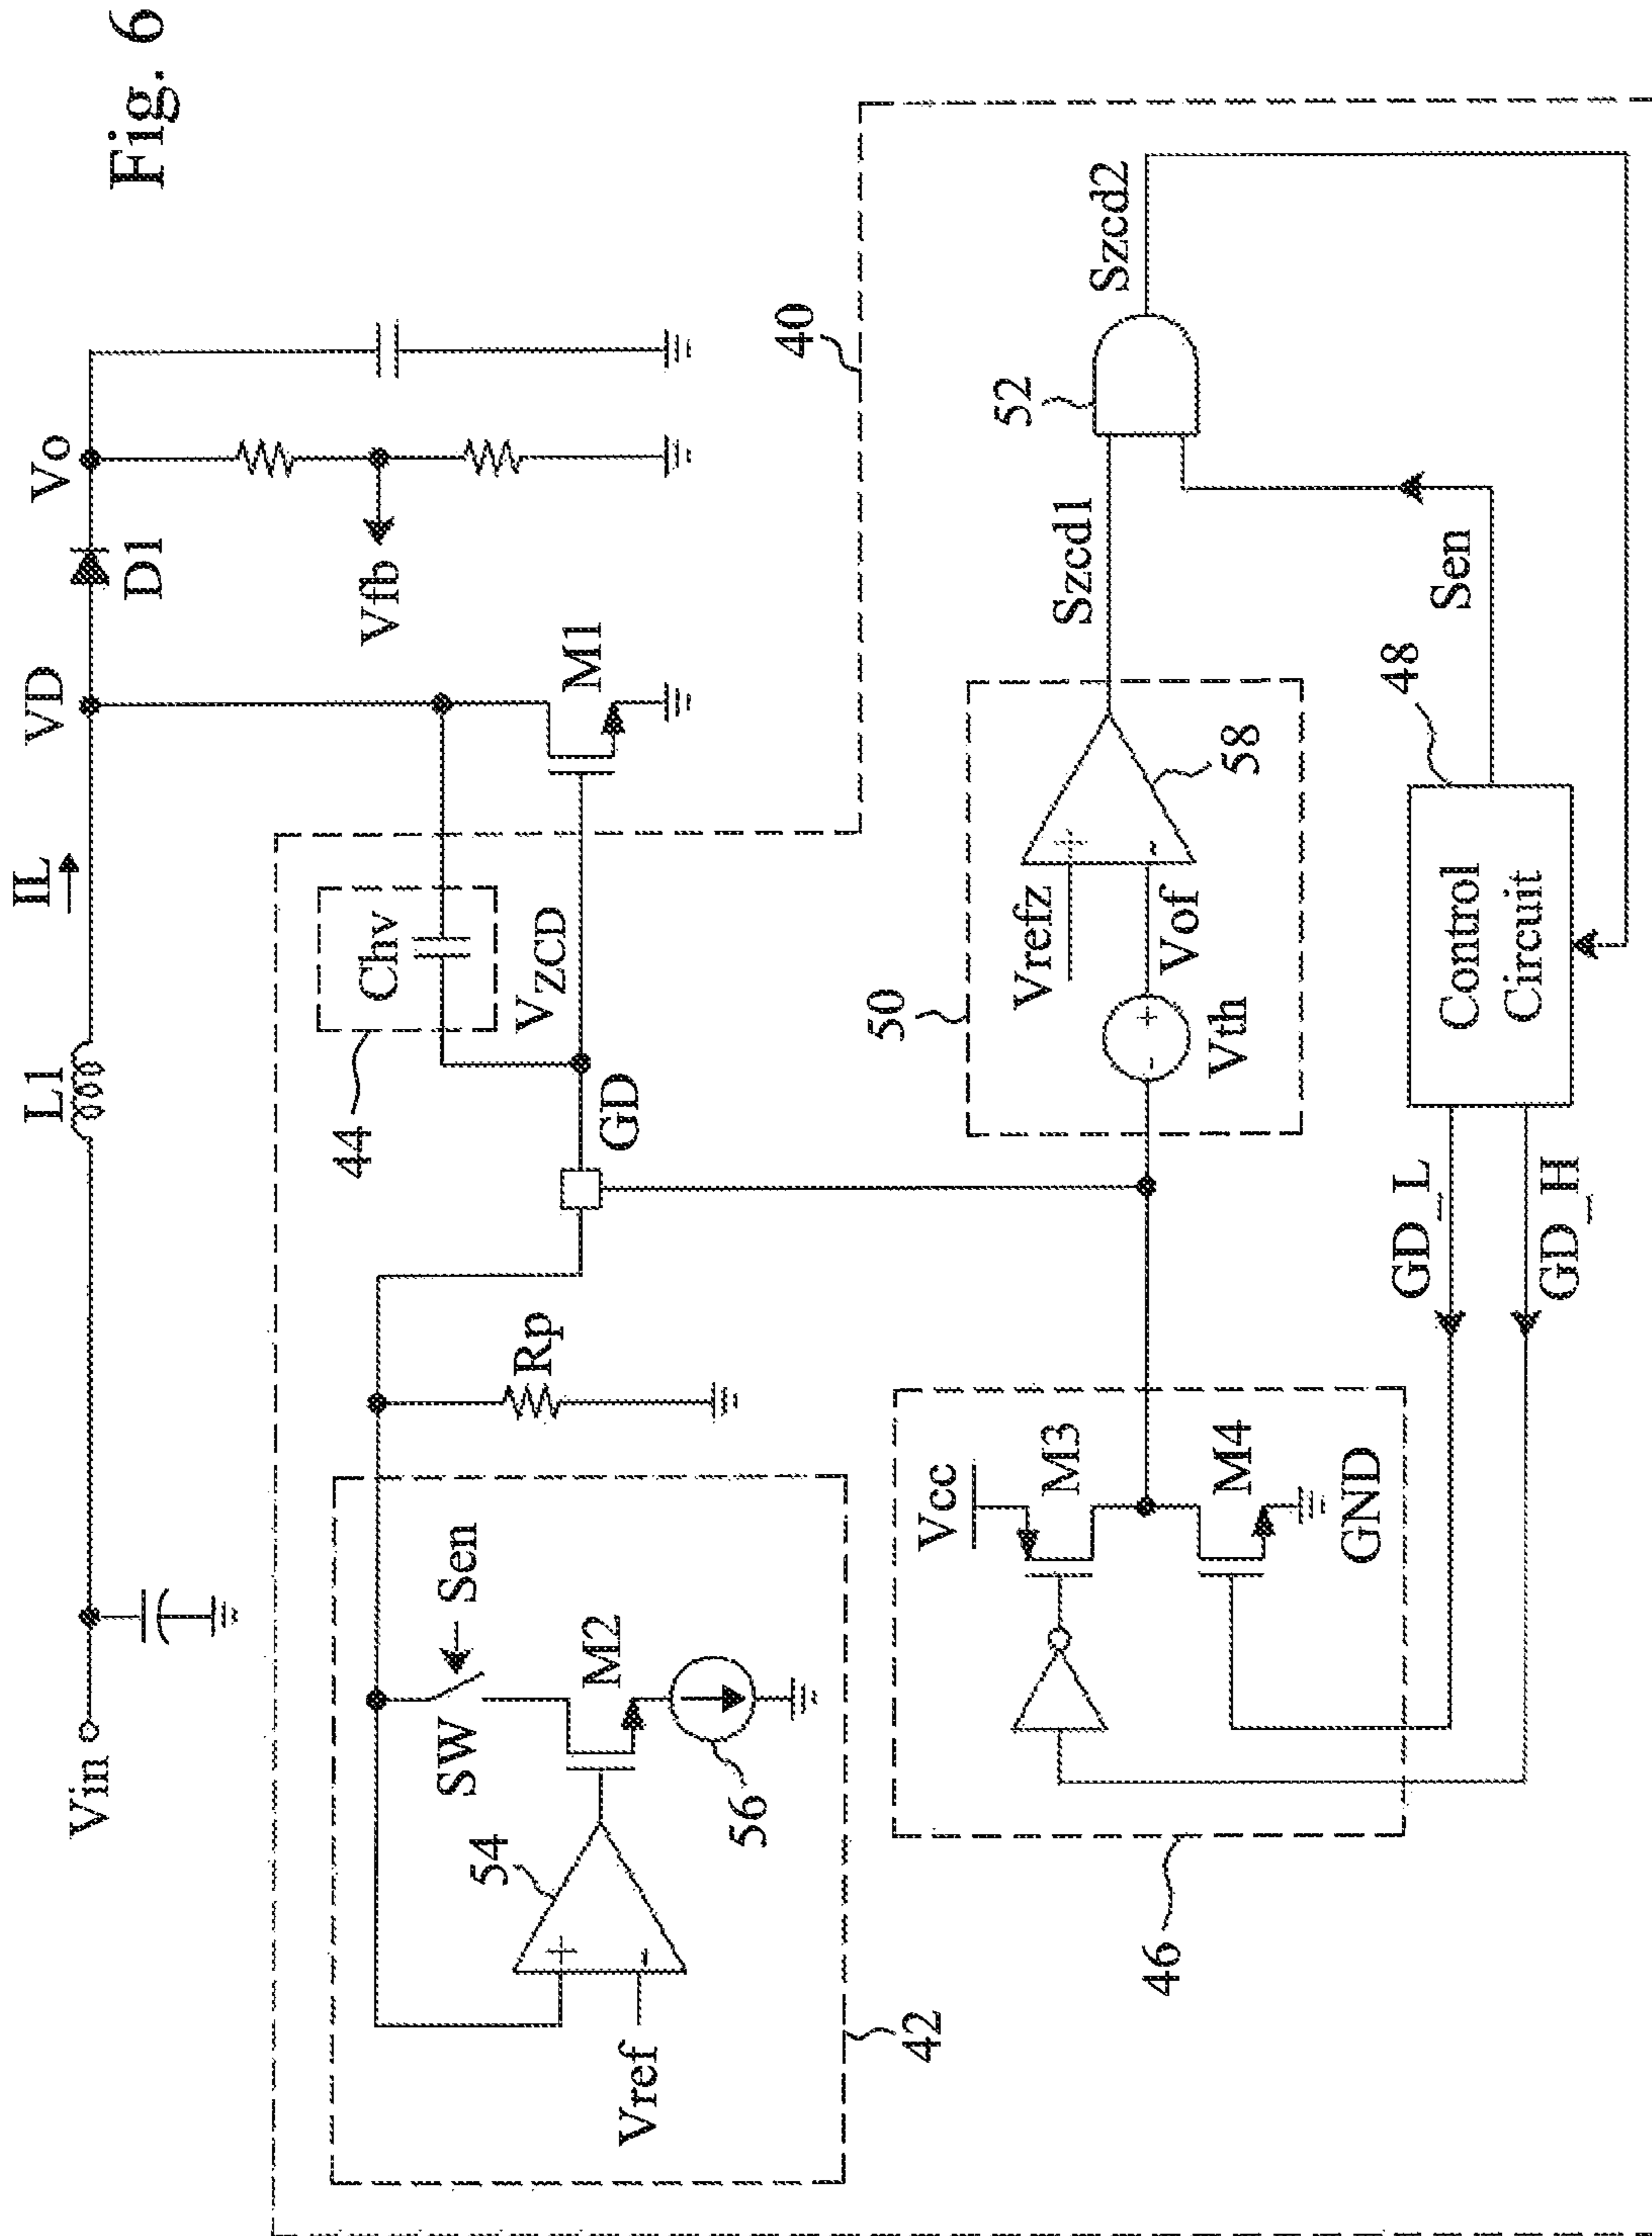 Fig. 6
Vin
L1
IL
VD
D1
Vo
Vfb
M1
44
Chv
VZCD
GD
Rp
SW
Sen
M2
54
56
Vref
42
40
Vcc
M3
M4
GND
46
50
Vrefz
Vof
Vth
58
Szcd1
52
Szcd2
Sen
48
Control
Circuit
GD_L
GD_H
+
-
+
-
-
+